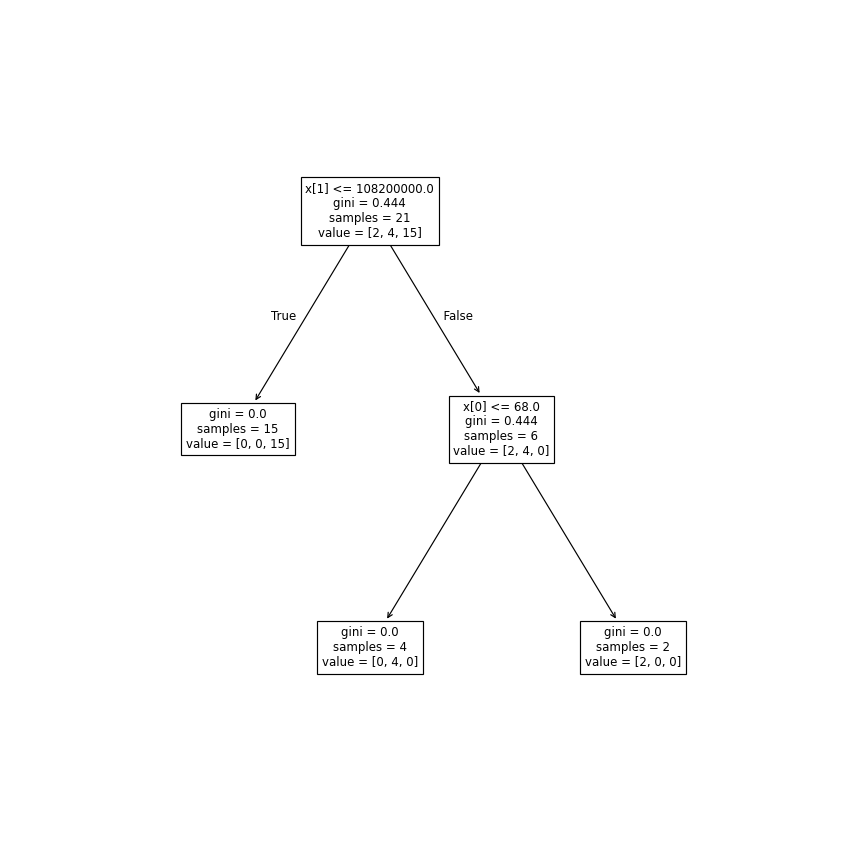 x[1] <= 108200000.0
gini = 0.444
samples = 21
value = [2, 4, 15]
True
False
gini = 0.0
samples = 15
value = [0, 0, 15]
x[0] <= 68.0
gini = 0.444
samples = 6
value = [2, 4, 0]
gini = 0.0
samples = 4
value = [0, 4, 0]
gini = 0.0
samples = 2
value = [2, 0, 0]